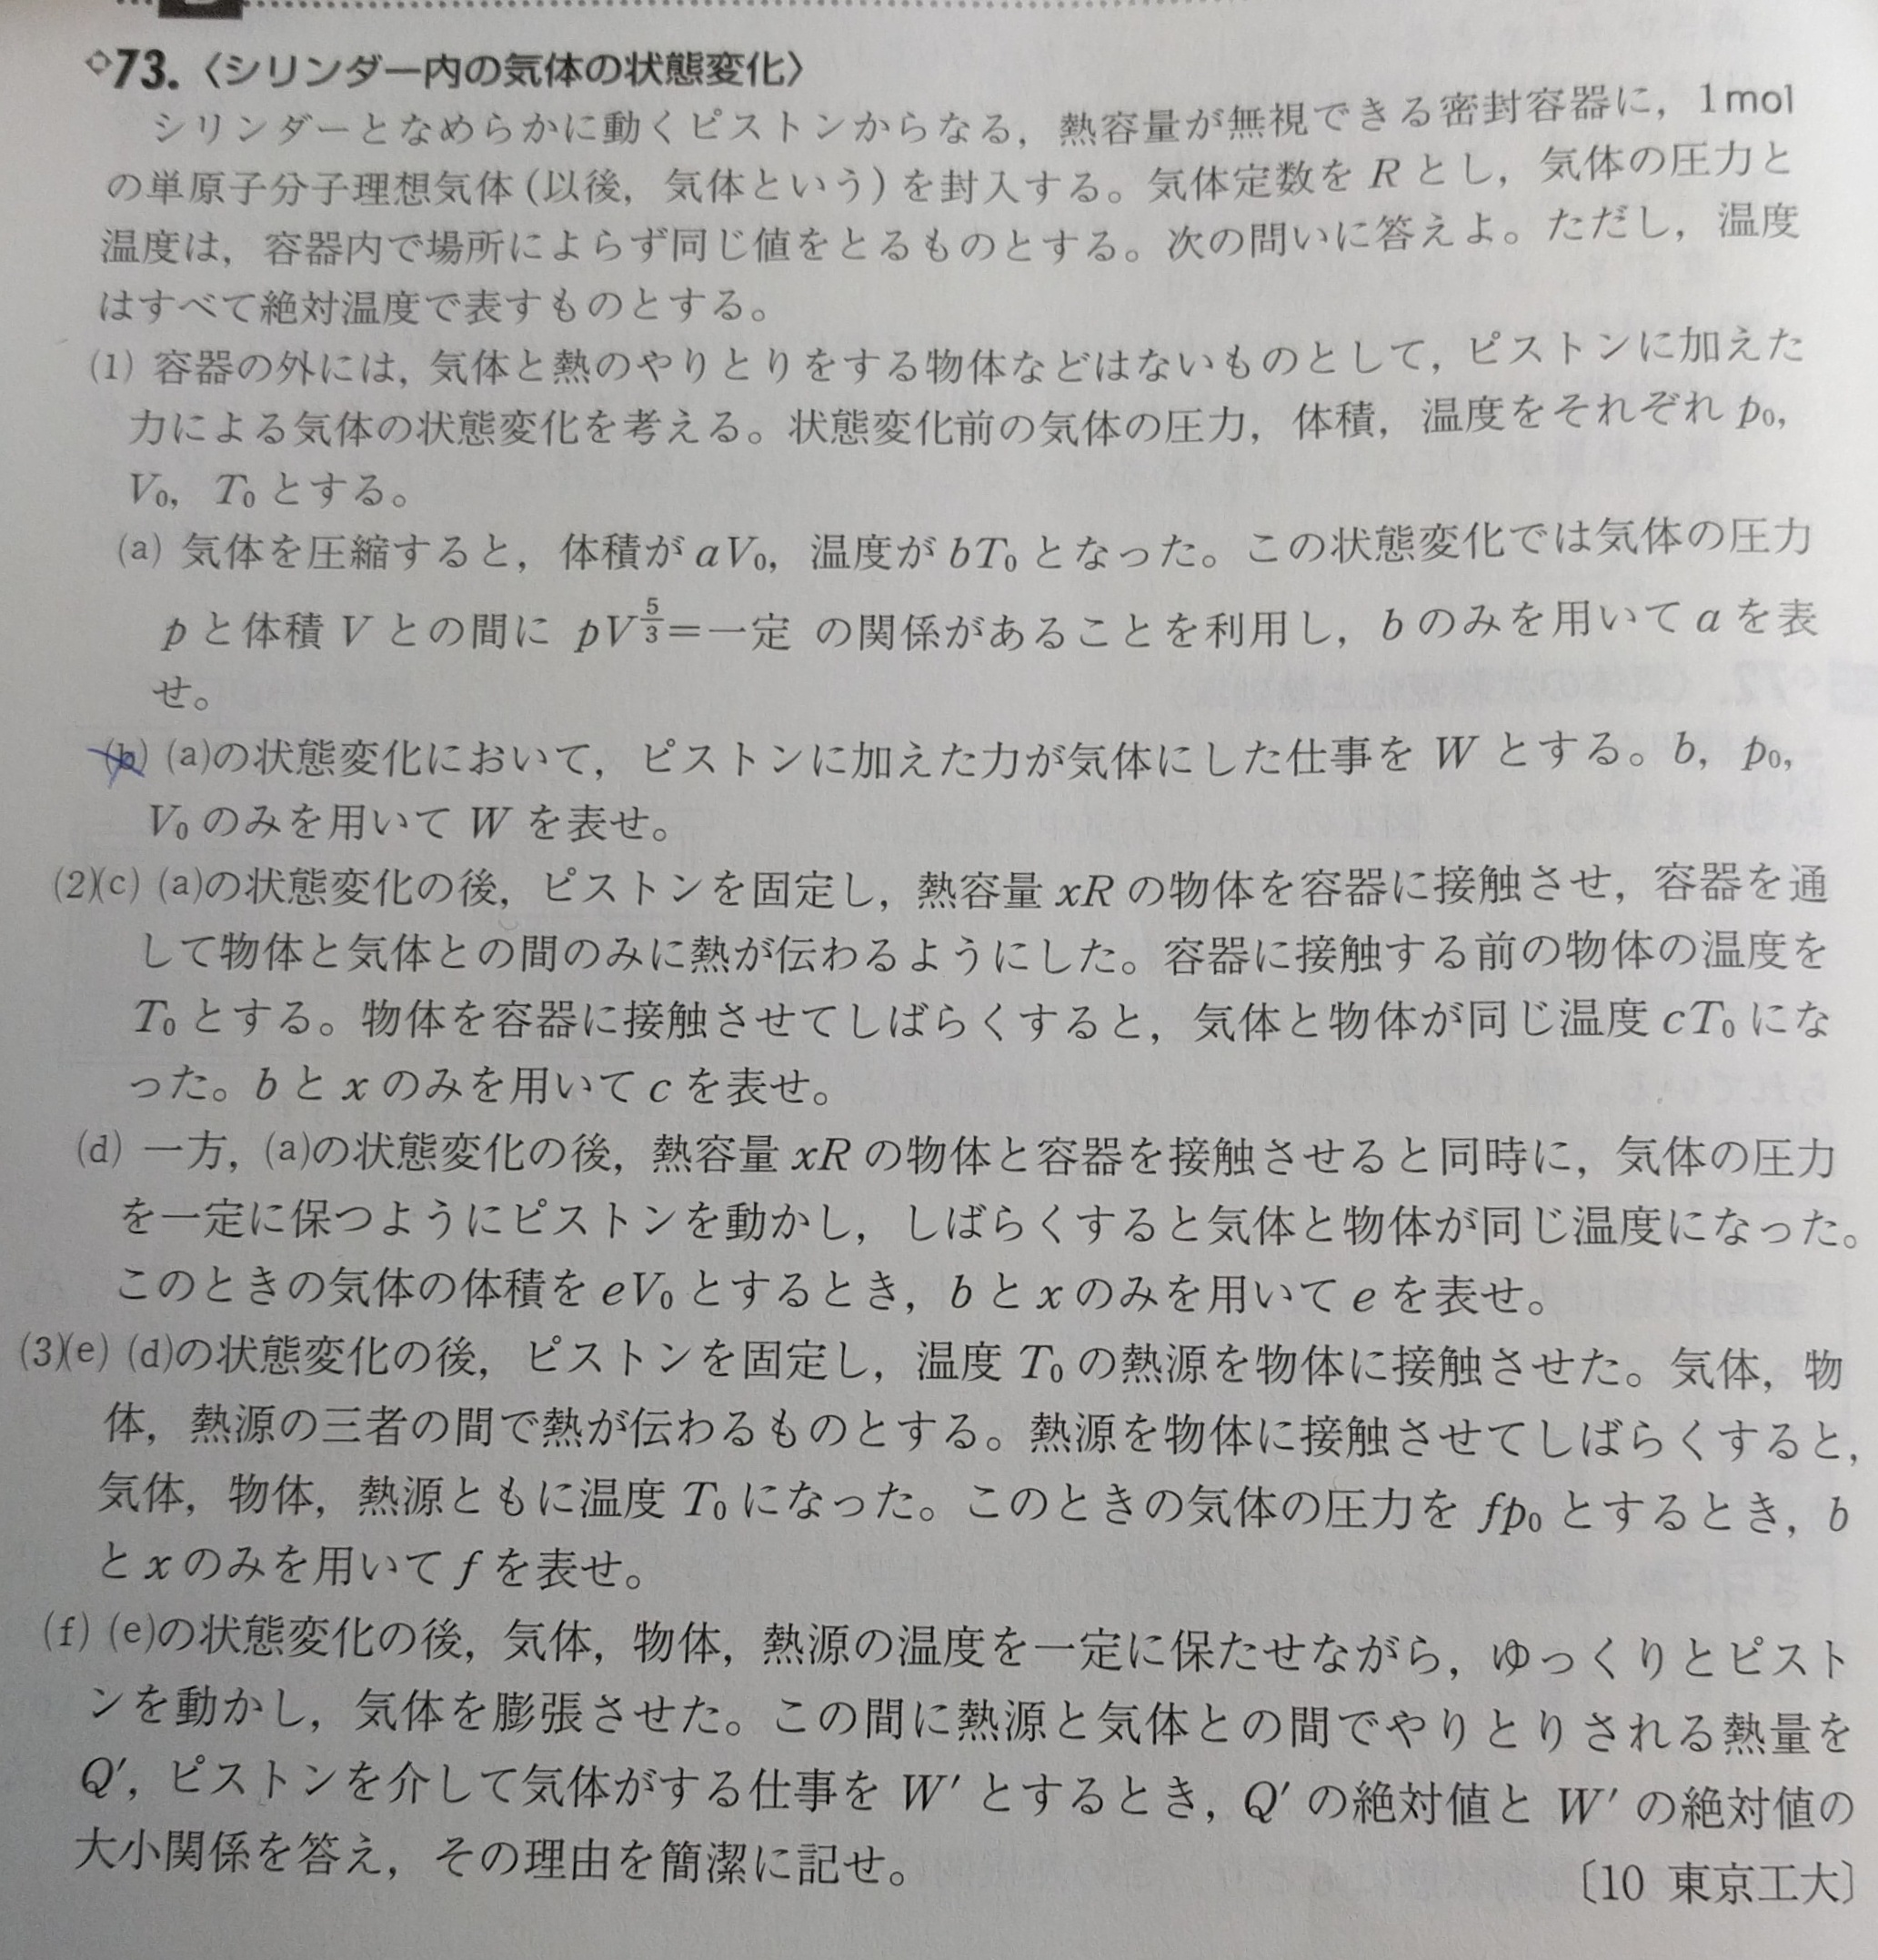 ◇73.〈シリンダー内の気体の状態変化〉
シリンダーとなめらかに動くピストンからなる，熱容量が無視できる密封容器に，1mol
の単原子分子理想気体(以後，気体という)を封入する。気体定数を R とし，気体の圧力と
温度は，容器内で場所によらず同じ値をとるものとする。次の問いに答えよ。ただし，温度
はすべて絶対温度で表すものとする。
(1) 容器の外には，気体と熱のやりとりをする物体などはないものとして，ピストンに加えた
力による気体の状態変化を考える。状態変化前の気体の圧力，体積，温度をそれぞれ p₀，
V₀，T₀ とする。
(a) 気体を圧縮すると，体積が aV₀，温度が bT₀ となった。この状態変化では気体の圧力
p と体積 V との間に pV^{5/3}＝一定 の関係があることを利用し，b のみを用いて a を表
せ。
(b) (a)の状態変化において，ピストンに加えた力が気体にした仕事を W とする。b，p₀，
V₀ のみを用いて W を表せ。
(2)(c) (a)の状態変化の後，ピストンを固定し，熱容量 xR の物体を容器に接触させ，容器を通
して物体と気体との間のみに熱が伝わるようにした。容器に接触する前の物体の温度を
T₀ とする。物体を容器に接触させてしばらくすると，気体と物体が同じ温度 cT₀ にな
った。b と x のみを用いて c を表せ。
(d) 一方，(a)の状態変化の後，熱容量 xR の物体と容器を接触させると同時に，気体の圧力
を一定に保つようにピストンを動かし，しばらくすると気体と物体が同じ温度になった。
このときの気体の体積を eV₀ とするとき，b と x のみを用いて e を表せ。
(3)(e) (d)の状態変化の後，ピストンを固定し，温度 T₀ の熱源を物体に接触させた。気体，物
体，熱源の三者の間で熱が伝わるものとする。熱源を物体に接触させてしばらくすると，
気体，物体，熱源ともに温度 T₀ になった。このときの気体の圧力を fp₀ とするとき，b
と x のみを用いて f を表せ。
(f) (e)の状態変化の後，気体，物体，熱源の温度を一定に保たせながら，ゆっくりとピスト
ンを動かし，気体を膨張させた。この間に熱源と気体との間でやりとりされる熱量を
Q′，ピストンを介して気体がする仕事を W′ とするとき，Q′ の絶対値と W′ の絶対値の
大小関係を答え，その理由を簡潔に記せ。
〔10 東京工大〕